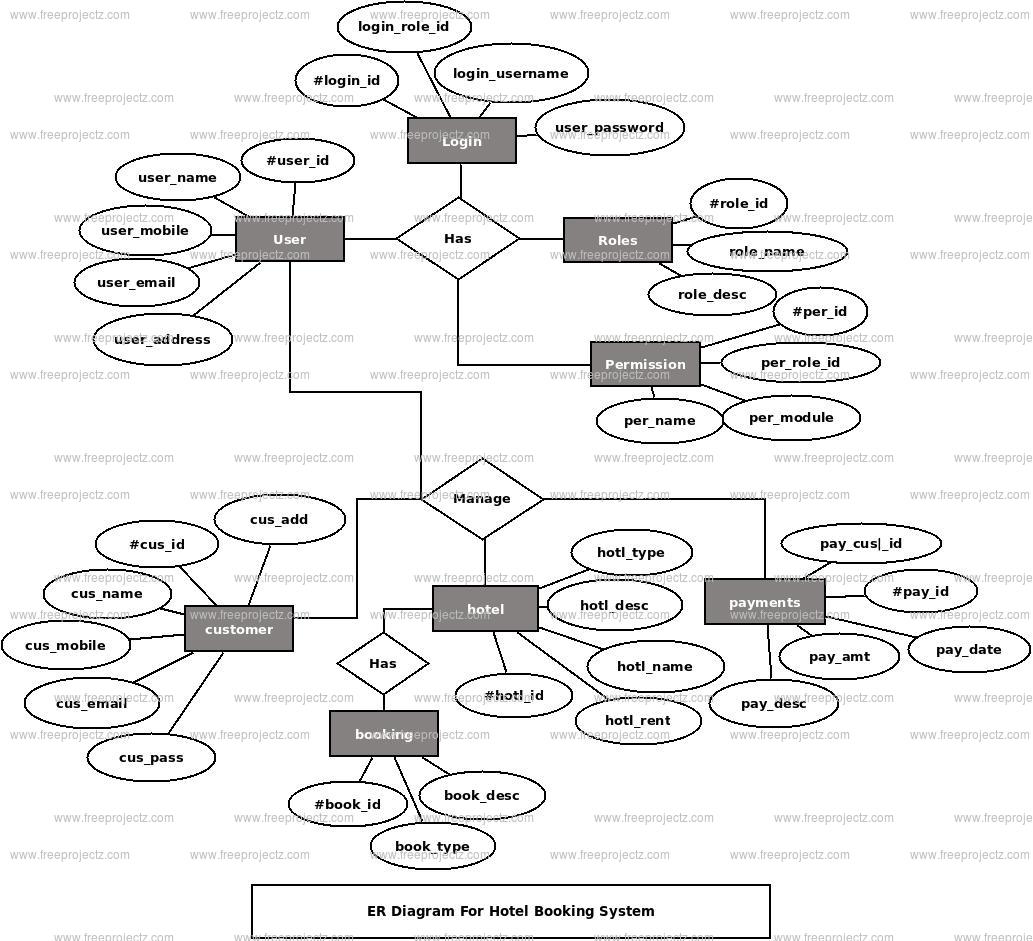 login_role_id
#login_id
login_username
user_password
Login
#user_id
user_name
user_mobile
user_email
user_address
User
Has
Roles
#role_id
role_name
role_desc
#per_id
per_role_id
per_module
per_name
Permission
Manage
cus_add
#cus_id
cus_name
cus_mobile
cus_email
cus_pass
customer
hotel
hotl_type
hotl_desc
hotl_name
#hotl_id
hotl_rent
payments
pay_cus|_id
#pay_id
pay_date
pay_amt
pay_desc
Has
booking
#book_id
book_desc
book_type
ER Diagram For Hotel Booking System
www.freeprojectz.com